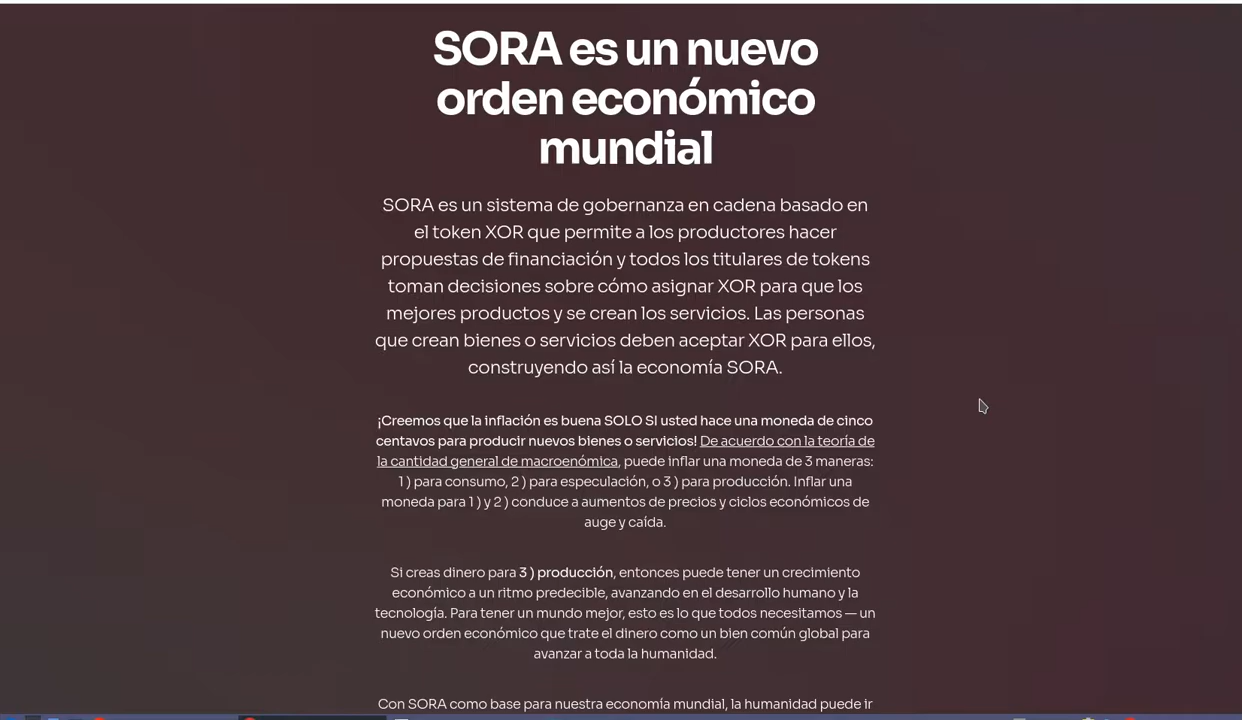 SORA es un nuevo
orden económico
mundial
SORA es un sistema de gobernanza en cadena basado en
el token XOR que permite a los productores hacer
propuestas de financiación y todos los titulares de tokens
toman decisiones sobre cómo asignar XOR para que los
mejores productos y se crean los servicios. Las personas
que crean bienes o servicios deben aceptar XOR para ellos,
construyendo así la economía SORA.
¡Creemos que la inflación es buena SOLO SI usted hace una moneda de cinco
centavos para producir nuevos bienes o servicios! De acuerdo con la teoría de
la cantidad general de macroenómica, puede inflar una moneda de 3 maneras:
1 ) para consumo, 2 ) para especulación, o 3 ) para producción. Inflar una
moneda para 1 ) y 2 ) conduce a aumentos de precios y ciclos económicos de
auge y caída.
Si creas dinero para 3 ) producción, entonces puede tener un crecimiento
económico a un ritmo predecible, avanzando en el desarrollo humano y la
tecnología. Para tener un mundo mejor, esto es lo que todos necesitamos — un
nuevo orden económico que trate el dinero como un bien común global para
avanzar a toda la humanidad.
Con SORA como base para nuestra economía mundial, la humanidad puede ir